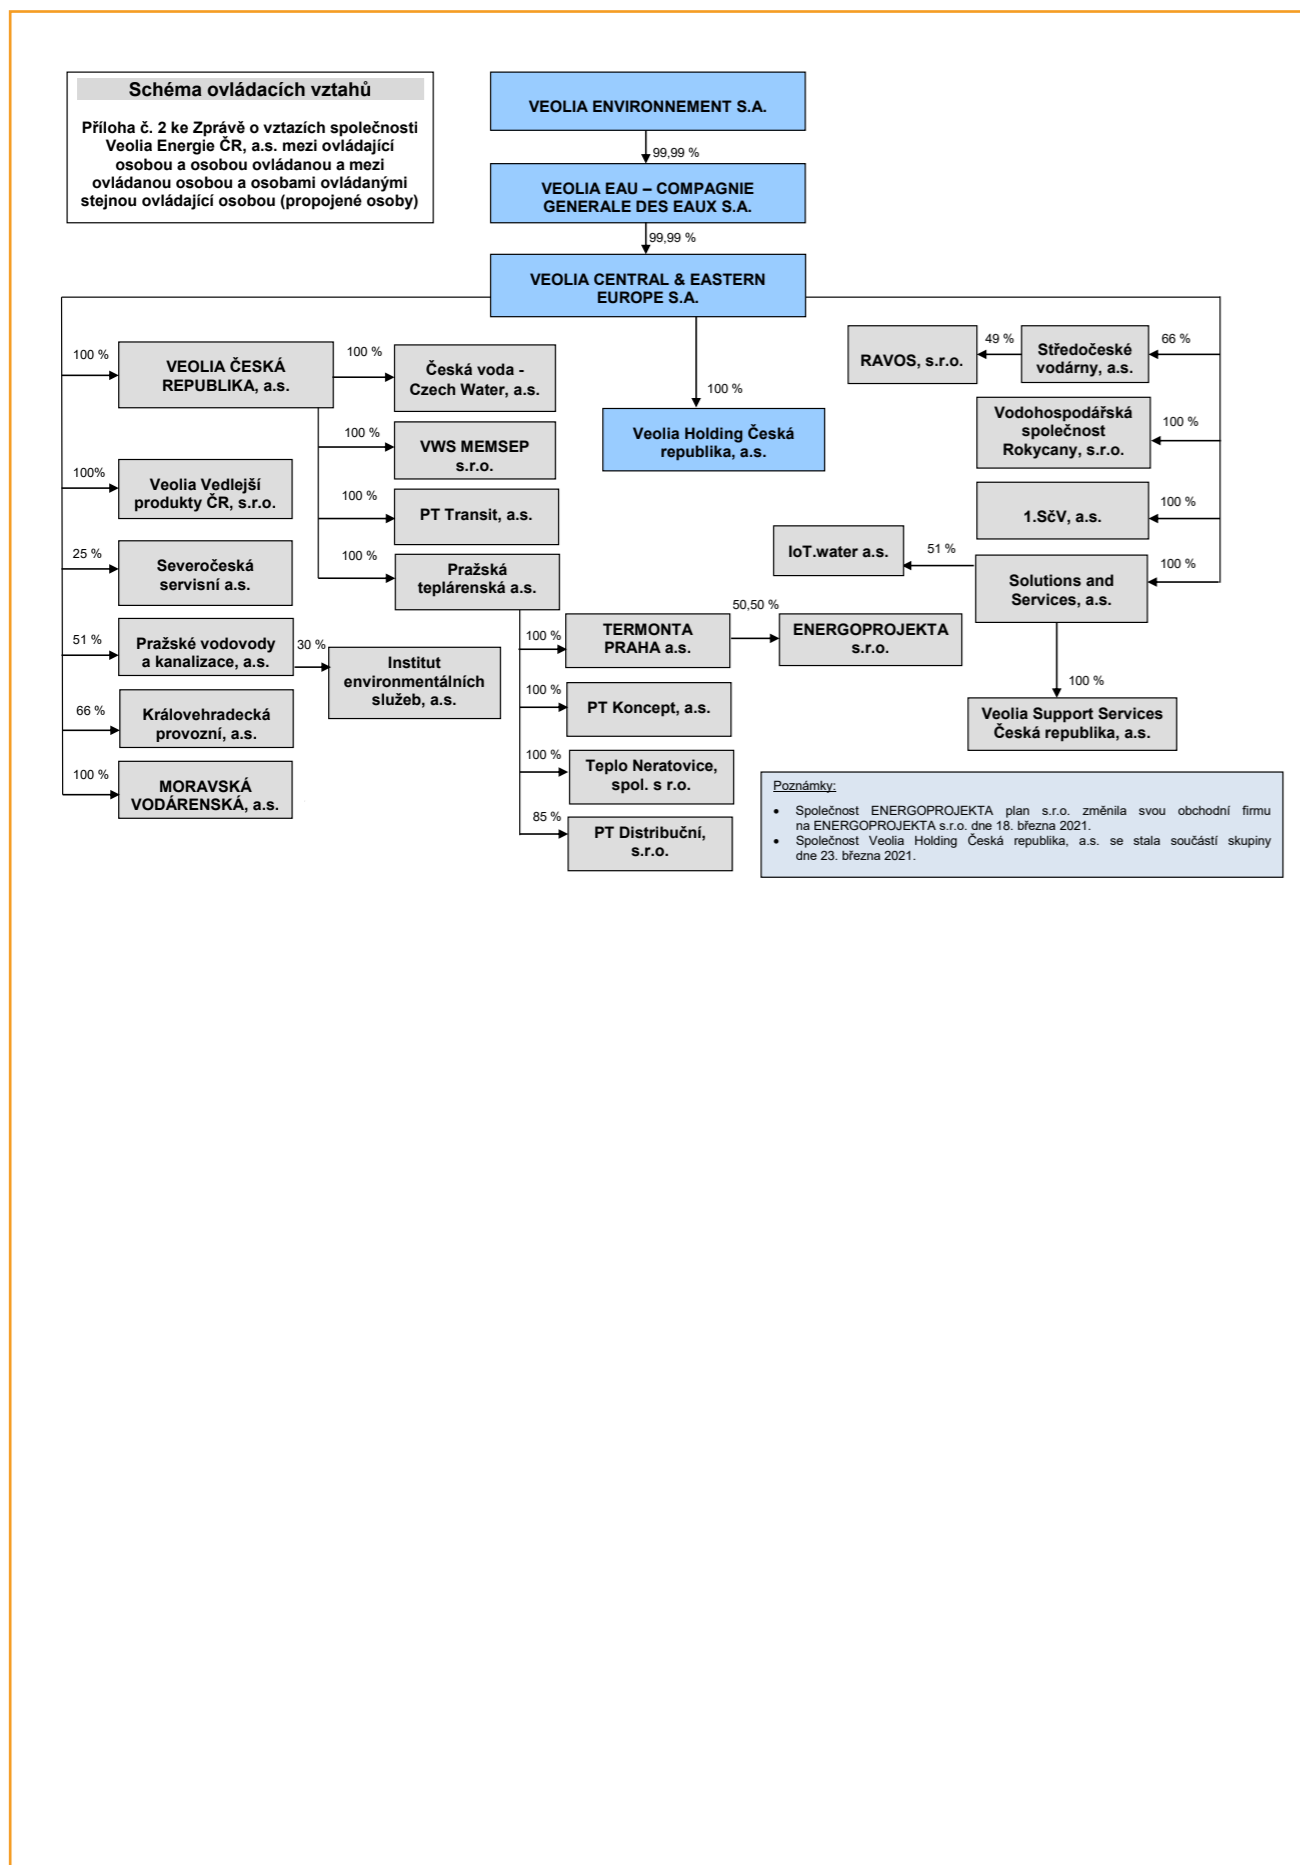 Schéma ovládacích vztahů
Příloha č. 2 ke Zprávě o vztazích společnosti
Veolia Energie ČR, a.s. mezi ovládající
osobou a osobou ovládanou a mezi
ovládanou osobou a osobami ovládanými
stejnou ovládající osobou (propojené osoby)
VEOLIA ENVIRONNEMENT S.A.
99,99 %
VEOLIA EAU – COMPAGNIE
GENERALE DES EAUX S.A.
99,99 %
VEOLIA CENTRAL & EASTERN
EUROPE S.A.
100 %
VEOLIA ČESKÁ
REPUBLIKA, a.s.
100 %
Česká voda -
Czech Water, a.s.
100 %
VWS MEMSEP
s.r.o.
100 %
PT Transit, a.s.
100 %
Pražská
teplárenská a.s.
100%
Veolia Vedlejší
produkty ČR, s.r.o.
25 %
Severočeská
servisní a.s.
51 %
Pražské vodovody
a kanalizace, a.s.
30 %
Institut
environmentálních
služeb, a.s.
66 %
Královehradecká
provozní, a.s.
100 %
MORAVSKÁ
VODÁRENSKÁ, a.s.
100 %
TERMONTA
PRAHA a.s.
50,50 %
ENERGOPROJEKTA
s.r.o.
100 %
PT Koncept, a.s.
100 %
Teplo Neratovice,
spol. s r.o.
85 %
PT Distribuční,
s.r.o.
100 %
Veolia Holding Česká
republika, a.s.
66 %
Středočeské
vodárny, a.s.
49 %
RAVOS, s.r.o.
100 %
Vodohospodářská
společnost
Rokycany, s.r.o.
100 %
1.SčV, a.s.
100 %
Solutions and
Services, a.s.
51 %
IoT.water a.s.
100 %
Veolia Support Services
Česká republika, a.s.
Poznámky:
• Společnost ENERGOPROJEKTA plan s.r.o. změnila svou obchodní firmu
na ENERGOPROJEKTA s.r.o. dne 18. března 2021.
• Společnost Veolia Holding Česká republika, a.s. se stala součástí skupiny
dne 23. března 2021.